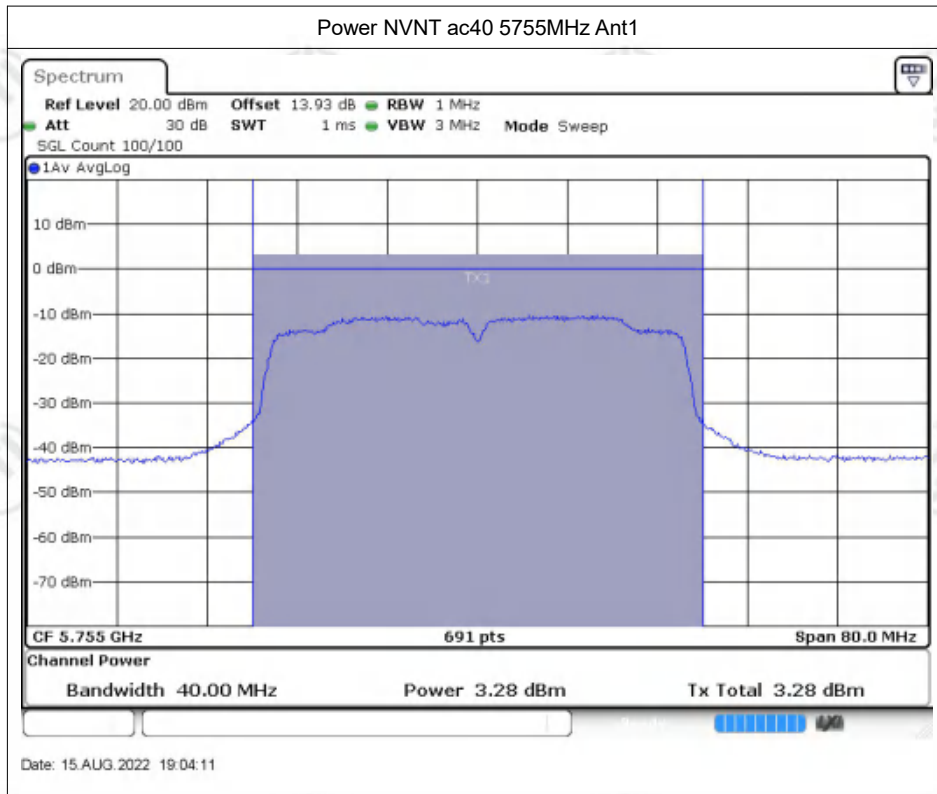 Power NVNT ac40 5755MHz Ant1
Spectrum
Ref Level 20.00 dBm Offset 13.93 dB RBW 1 MHz
Att 30 dB SWT 1 ms VBW 3 MHz Mode Sweep
SGL Count 100/100
1Av AvgLog
10 dBm
0 dBm
TX1
-10 dBm
-20 dBm
-30 dBm
-40 dBm
-50 dBm
-60 dBm
-70 dBm
CF 5.755 GHz 691 pts Span 80.0 MHz
Channel Power
Bandwidth 40.00 MHz Power 3.28 dBm Tx Total 3.28 dBm
Date: 15.AUG.2022 19:04:11